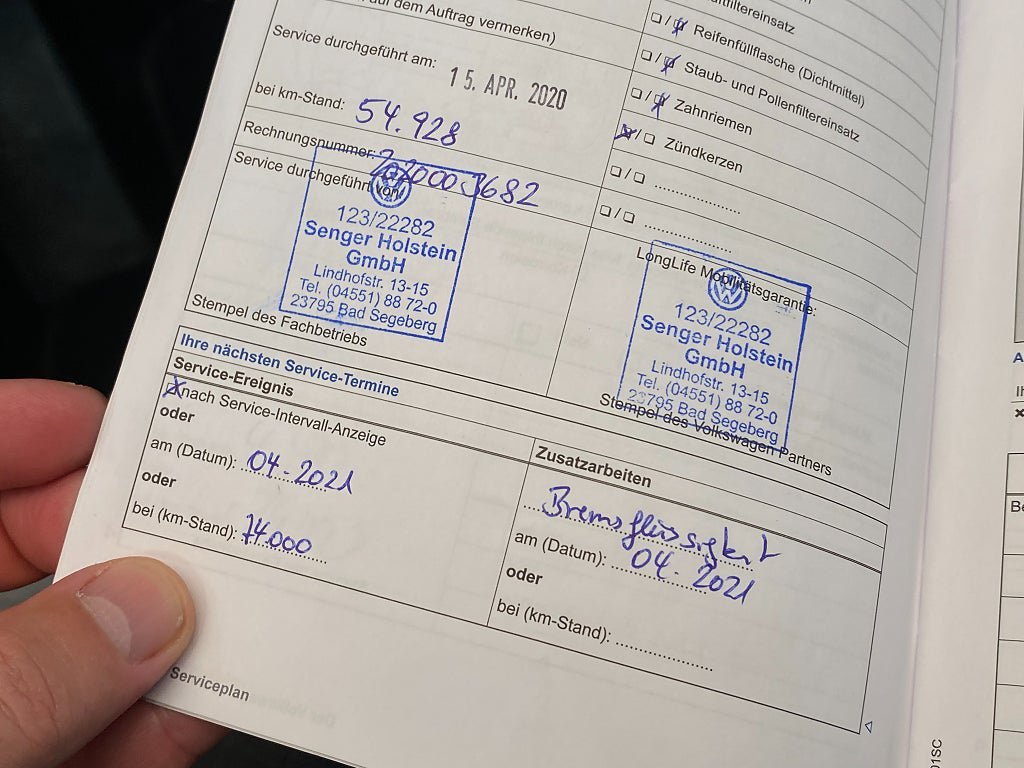 auf dem Auftrag vermerken)
Service durchgeführt am:
15. APR. 2020
bei km-Stand: 54.928
Rechnungsnummer:
Service durchgeführt von:
123/22282
Senger Holstein
GmbH
Lindhofstr. 13-15
Tel. (04551) 88 72-0
23795 Bad Segeberg
Stempel des Fachbetriebs
Reifenfüllflasche (Dichtmittel)
Staub- und Pollenfiltereinsatz
Zahnriemen
Zündkerzen
LongLife Mobilitätsgarantie:
123/22282
Senger Holstein
GmbH
Lindhofstr. 13-15
Tel. (04551) 88 72-0
23795 Bad Segeberg
Stempel des Volkswagen Partners
Ihre nächsten Service-Termine
Service-Ereignis
nach Service-Intervall-Anzeige
oder
am (Datum): 04-2021
oder
bei (km-Stand): 74000
Zusatzarbeiten
Bremsflüssigkeit
am (Datum): 04.2021
oder
bei (km-Stand):
Serviceplan